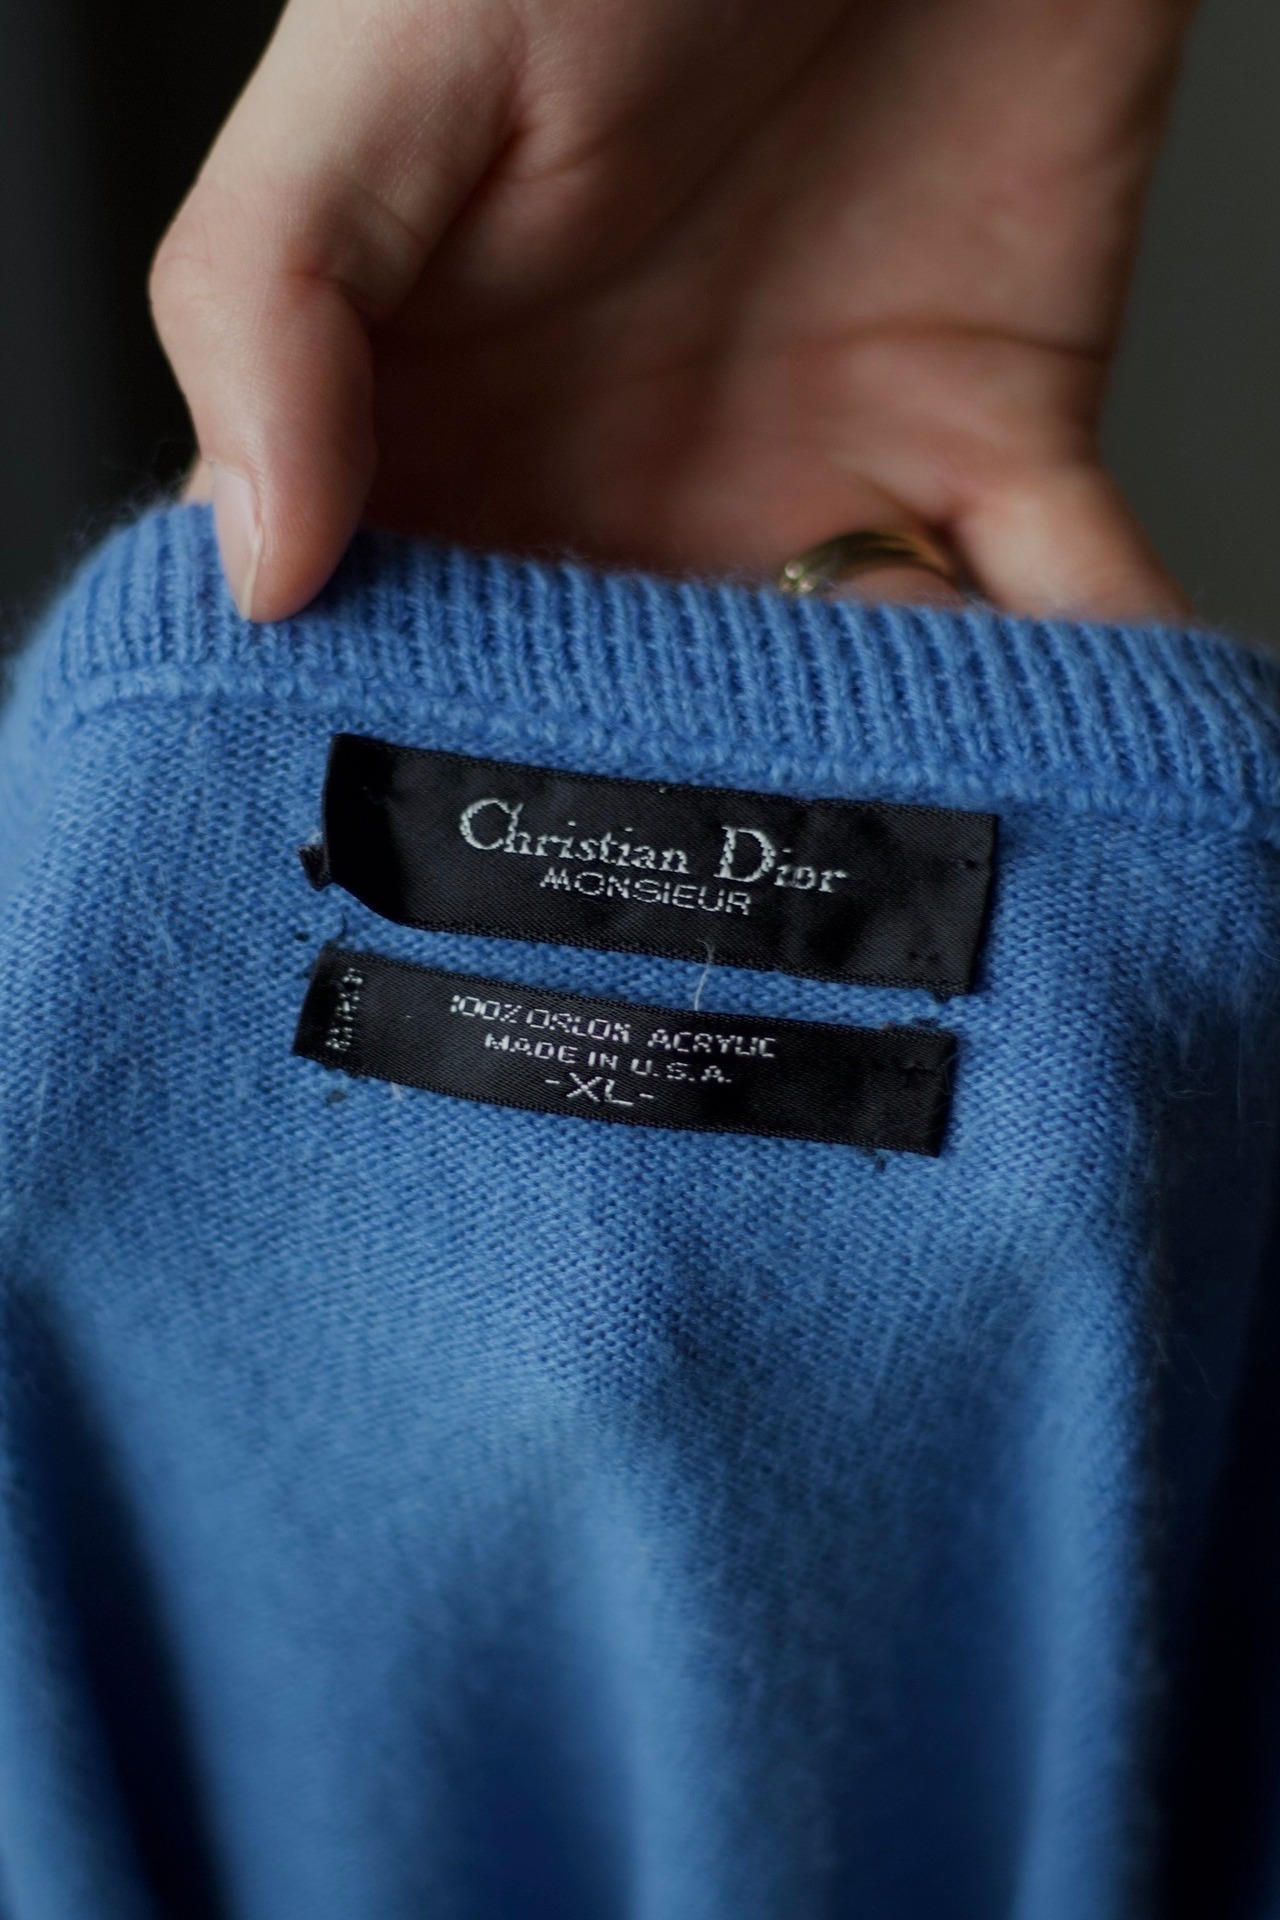 Christian Dior
MONSIEUR
100% ORLON ACRYLIC
MADE IN U.S.A.
-XL-